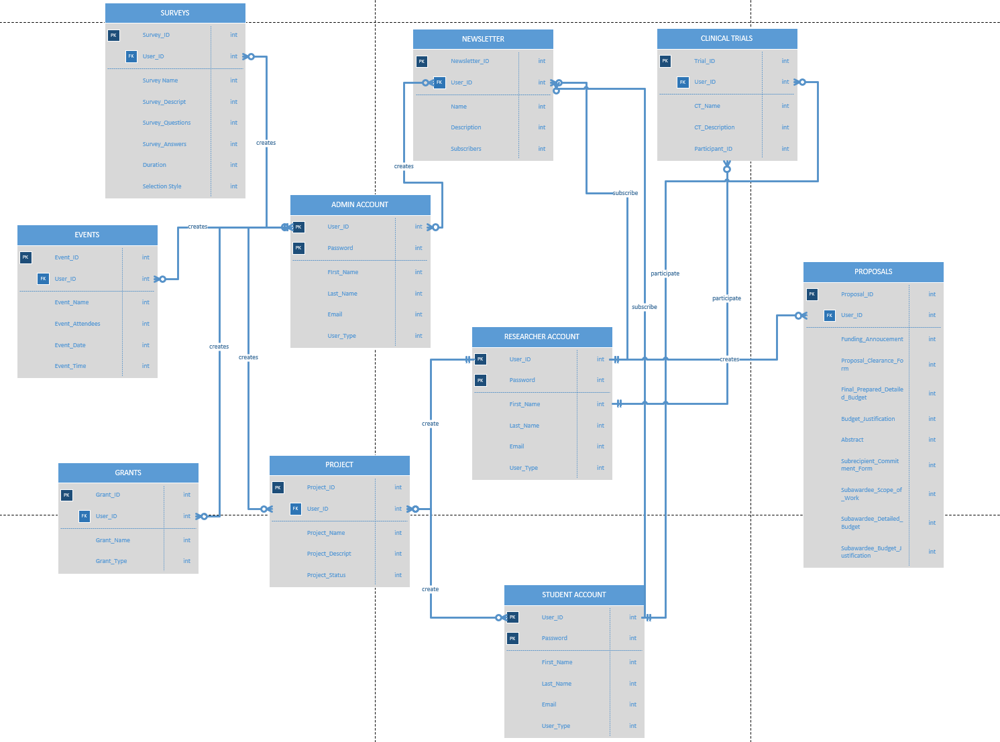 SURVEYS
PK Survey_ID int
FK User_ID int
Survey Name int
Survey_Descript int
Survey_Questions int
Survey_Answers int
Duration int
Selection Style int
NEWSLETTER
PK Newsletter_ID int
FK User_ID int
Name int
Description int
Subscribers int
CLINICAL TRIALS
PK Trial_ID int
FK User_ID int
CT_Name int
CT_Description int
Participant_ID int
creates
creates
subscribe
ADMIN ACCOUNT
PK User_ID int
PK Password int
First_Name int
Last_Name int
Email int
User_Type int
creates
EVENTS
PK Event_ID int
FK User_ID int
Event_Name int
Event_Attendees int
Event_Date int
Event_Time int
participate
participate
subscribe
PROPOSALS
PK Proposal_ID int
FK User_ID int
Funding_Annoucement int
Proposal_Clearance_Fo
rm int
Final_Prepared_Detaile
d_Budget int
Budget_Justification int
Abstract int
Subrecipient_Commit
ment_Form int
Subawardee_Scope_of
_Work int
Subawardee_Detailed_
Budget int
Subawardee_Budget_J
ustification int
creates
creates
RESEARCHER ACCOUNT
PK User_ID int
PK Password int
First_Name int
Last_Name int
Email int
User_Type int
creates
create
GRANTS
PK Grant_ID int
FK User_ID int
Grant_Name int
Grant_Type int
PROJECT
PK Project_ID int
FK User_ID int
Project_Name int
Project_Descript int
Project_Status int
create
STUDENT ACCOUNT
PK User_ID int
PK Password int
First_Name int
Last_Name int
Email int
User_Type int